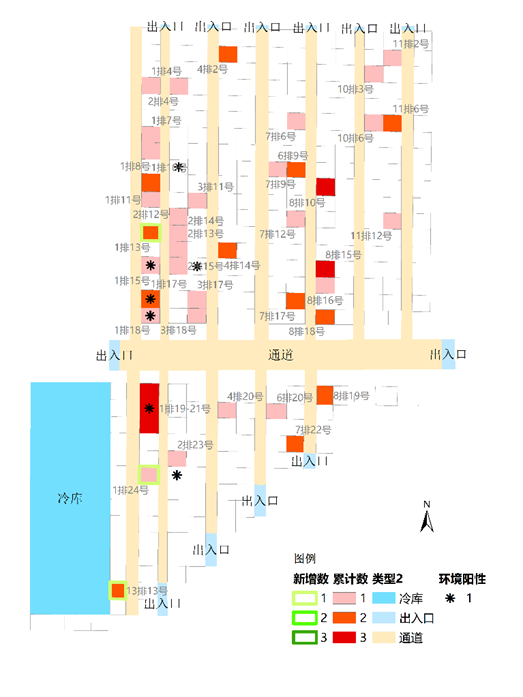 出入口 出入口 出入口 出入口 出入口 出入口
4排2号
11排2号
1排4号
10排3号
2排4号
11排6号
1排7号
7排6号
10排6号
6排9号
1排8号
7排9号
3排11号
1排11号
8排10号
2排12号
2排14号
7排12号
2排13号
11排12号
1排13号
8排15号
2排15号 4排14号
1排15号 1排17号 3排17号
8排16号
7排17号
1排18号 3排18号
8排18号
出入口
通道
出入口
4排20号 6排20号 8排19号
1排19-21号
7排22号
2排23号
出入口
1排24号
冷库
出入口
N
出入口
13排13号
出入口
图例
新增数 累计数 类型2 环境阳性
1 1 冷库 1
2 2 出入口
3 3 通道